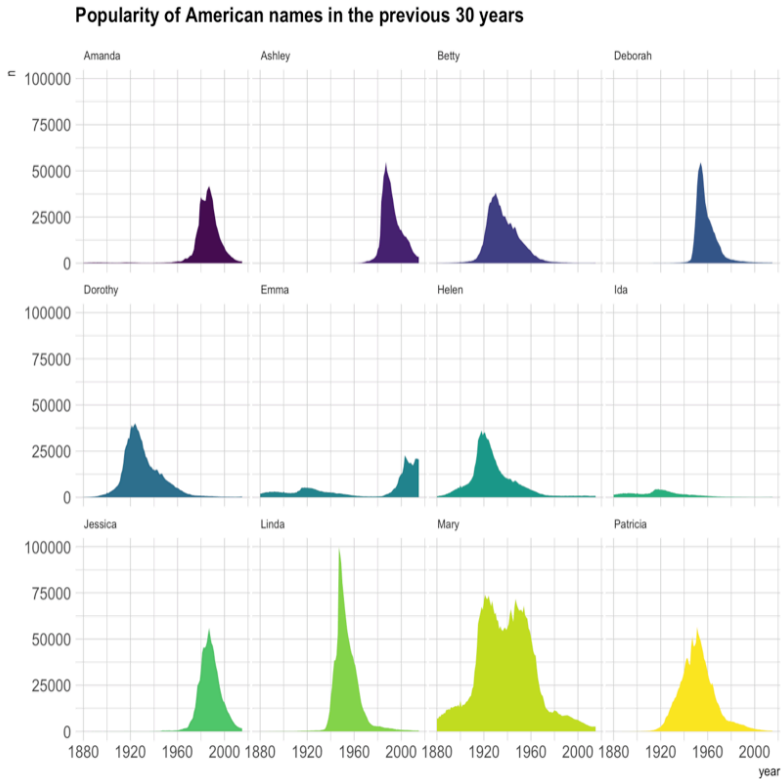 Popularity of American names in the previous 30 years
Amanda Ashley Betty Deborah
n
100000
75000
50000
25000
0
Dorothy Emma Helen Ida
100000
75000
50000
25000
0
Jessica Linda Mary Patricia
100000
75000
50000
25000
0
1880 1920 1960 2000 1880 1920 1960 2000 1880 1920 1960 2000 1880 1920 1960 2000
year